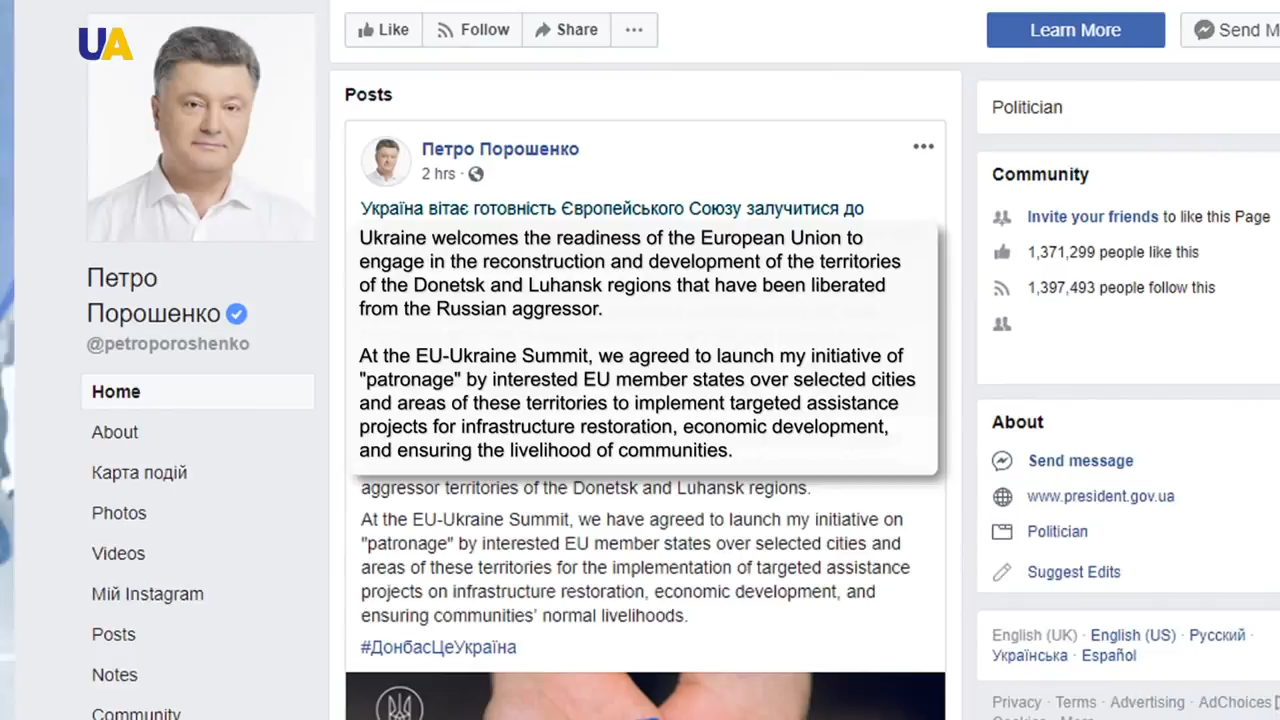 UA
Like
Follow
Share
Learn More
Send M
Posts
Петро Порошенко
2 hrs
Україна вітає готовність Європейського Союзу залучитися до
Ukraine welcomes the readiness of the European Union to
engage in the reconstruction and development of the territories
of the Donetsk and Luhansk regions that have been liberated
from the Russian aggressor.
At the EU-Ukraine Summit, we agreed to launch my initiative of
"patronage" by interested EU member states over selected cities
and areas of these territories to implement targeted assistance
projects for infrastructure restoration, economic development,
and ensuring the livelihood of communities.
aggressor territories of the Donetsk and Luhansk regions.
At the EU-Ukraine Summit, we have agreed to launch my initiative on
"patronage" by interested EU member states over selected cities and
areas of these territories for the implementation of targeted assistance
projects on infrastructure restoration, economic development, and
ensuring communities' normal livelihoods.
#ДонбасЦеУкраїна
Петро
Порошенко
@petroporoshenko
Home
About
Карта подій
Photos
Videos
Мій Instagram
Posts
Notes
Community
Politician
Community
Invite your friends to like this Page
1,371,299 people like this
1,397,493 people follow this
About
Send message
www.president.gov.ua
Politician
Suggest Edits
English (UK) · English (US) · Русский ·
Українська · Español
Privacy · Terms · Advertising · AdChoices
Cookies · More